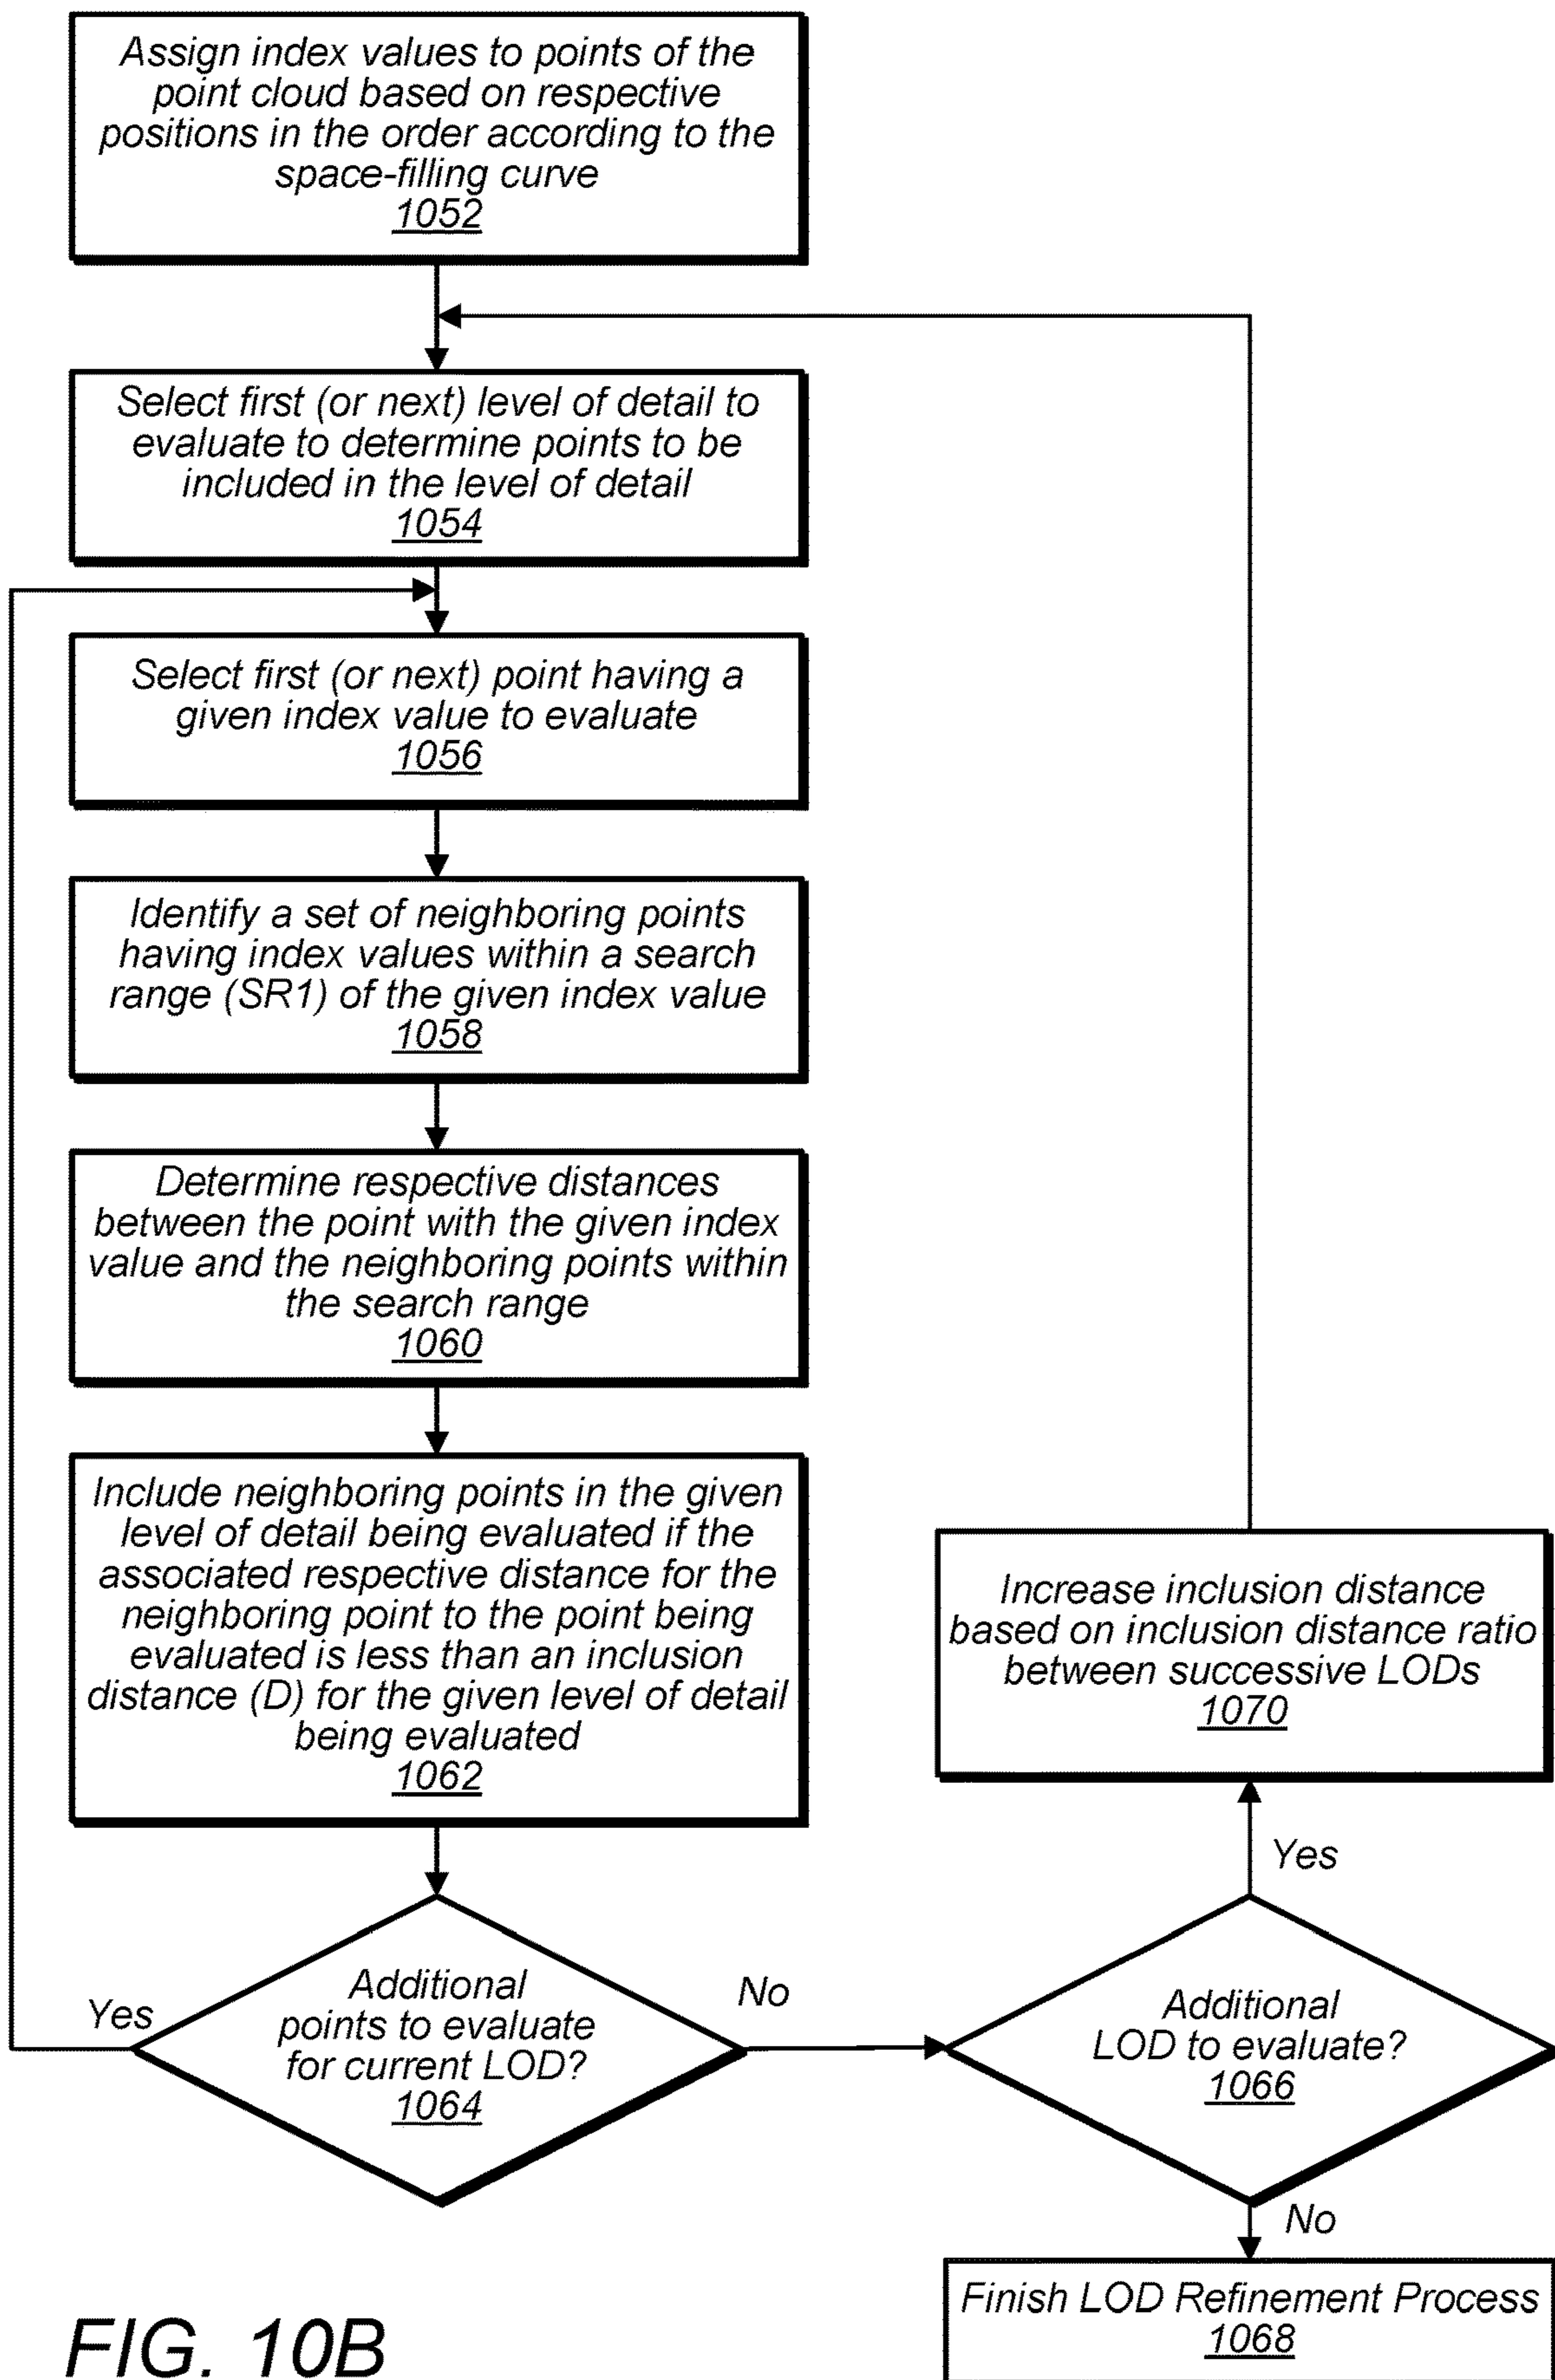 Assign index values to points of the
point cloud based on respective
positions in the order according to the
space-filling curve
1052
Select first (or next) level of detail to
evaluate to determine points to be
included in the level of detail
1054
Select first (or next) point having a
given index value to evaluate
1056
Identify a set of neighboring points
having index values within a search
range (SR1) of the given index value
1058
Determine respective distances
between the point with the given index
value and the neighboring points within
the search range
1060
Include neighboring points in the given
level of detail being evaluated if the
associated respective distance for the
neighboring point to the point being
evaluated is less than an inclusion
distance (D) for the given level of detail
being evaluated
1062
Additional
points to evaluate
for current LOD?
1064
Yes
No
Additional
LOD to evaluate?
1066
Yes
Increase inclusion distance
based on inclusion distance ratio
between successive LODs
1070
No
Finish LOD Refinement Process
1068
FIG. 10B